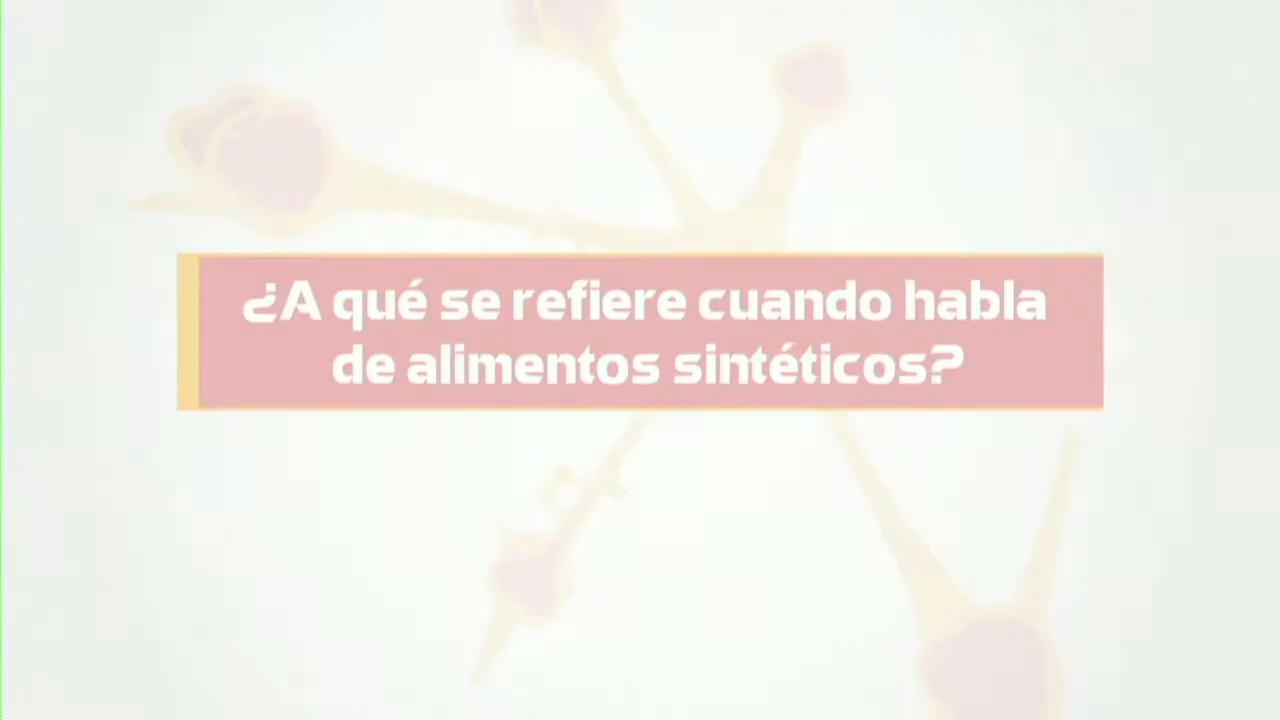 ¿A qué se refiere cuando habla
de alimentos sintéticos?